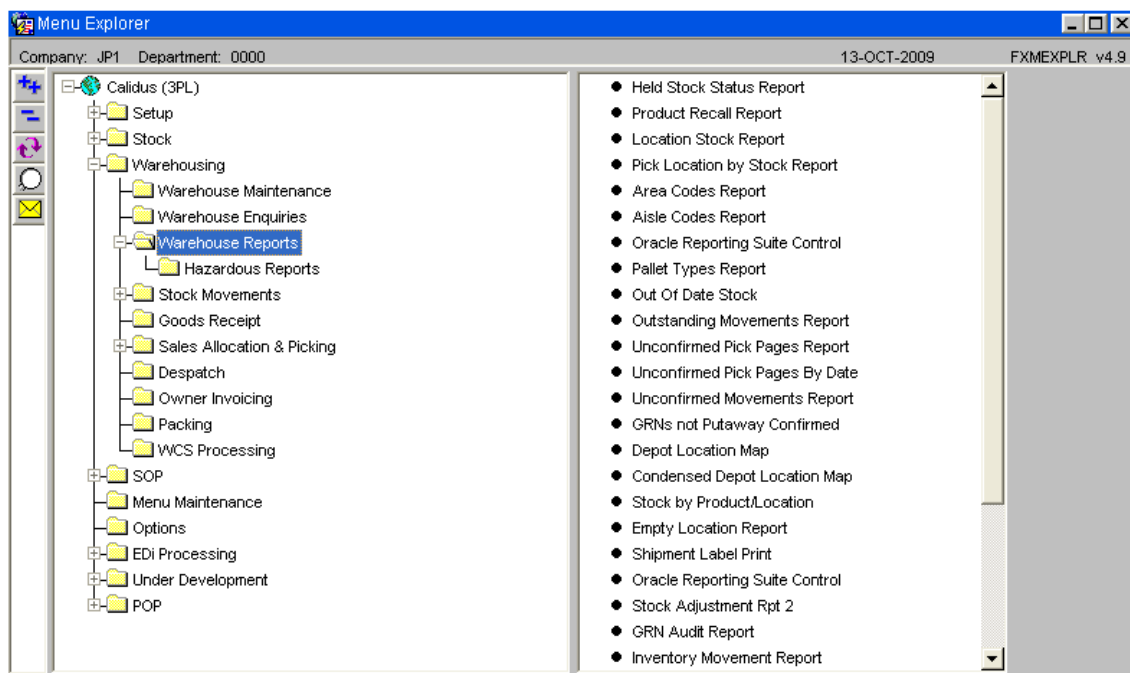 Menu Explorer
Company: JP1 Department: 0000 13-OCT-2009 FXMEXPLR v4.9
Calidus (3PL)
Setup
Stock
Warehousing
Warehouse Maintenance
Warehouse Enquiries
Warehouse Reports
Hazardous Reports
Stock Movements
Goods Receipt
Sales Allocation & Picking
Despatch
Owner Invoicing
Packing
WCS Processing
SOP
Menu Maintenance
Options
EDi Processing
Under Development
POP
Held Stock Status Report
Product Recall Report
Location Stock Report
Pick Location by Stock Report
Area Codes Report
Aisle Codes Report
Oracle Reporting Suite Control
Pallet Types Report
Out Of Date Stock
Outstanding Movements Report
Unconfirmed Pick Pages Report
Unconfirmed Pick Pages By Date
Unconfirmed Movements Report
GRNs not Putaway Confirmed
Depot Location Map
Condensed Depot Location Map
Stock by Product/Location
Empty Location Report
Shipment Label Print
Oracle Reporting Suite Control
Stock Adjustment Rpt 2
GRN Audit Report
Inventory Movement Report